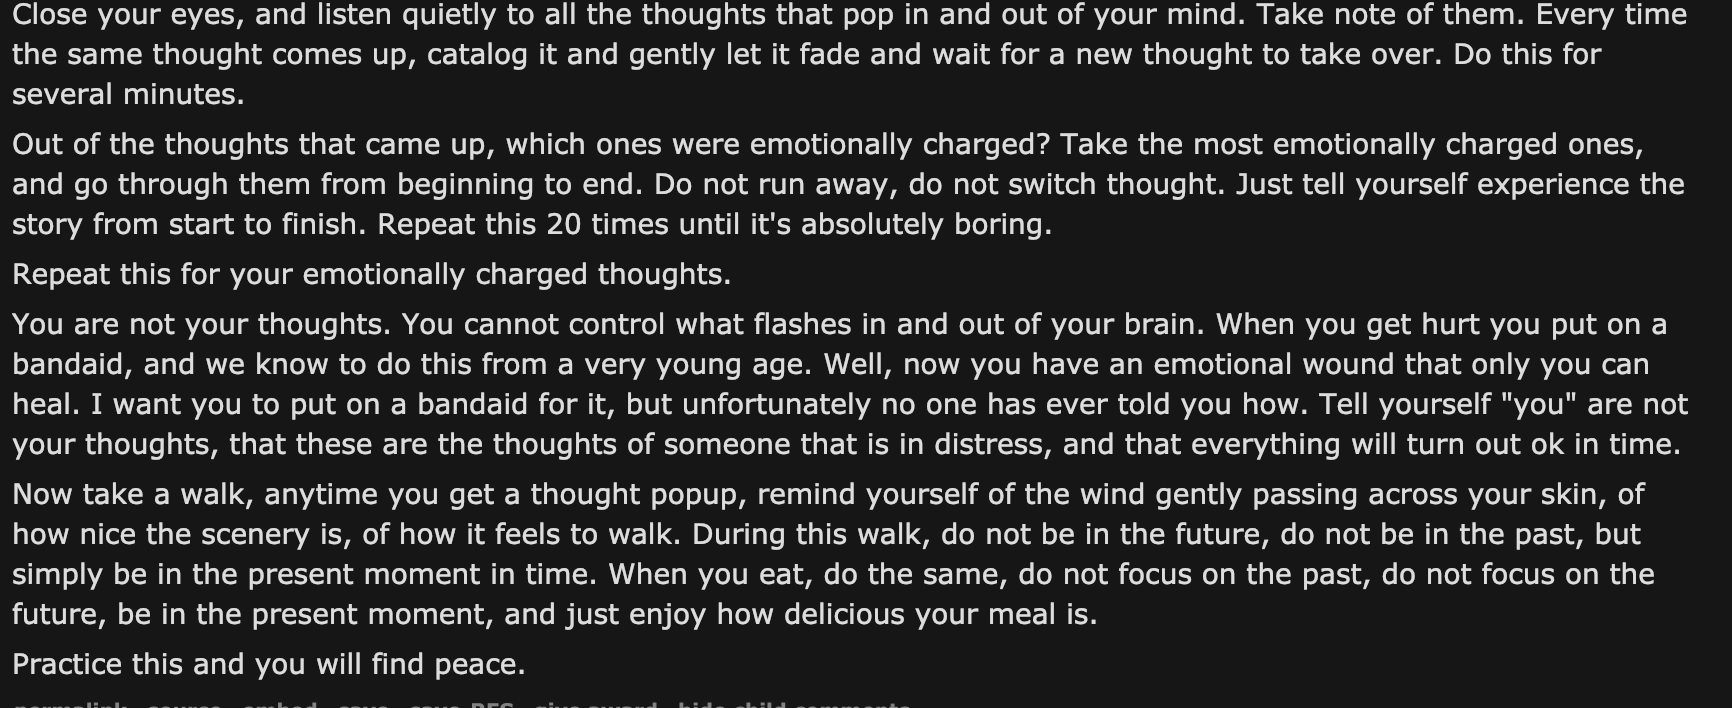 Close your eyes, and listen quietly to all the thoughts that pop in and out of your mind. Take note of them. Every time
the same thought comes up, catalog it and gently let it fade and wait for a new thought to take over. Do this for
several minutes.
Out of the thoughts that came up, which ones were emotionally charged? Take the most emotionally charged ones,
and go through them from beginning to end. Do not run away, do not switch thought. Just tell yourself experience the
story from start to finish. Repeat this 20 times until it's absolutely boring.
Repeat this for your emotionally charged thoughts.
You are not your thoughts. You cannot control what flashes in and out of your brain. When you get hurt you put on a
bandaid, and we know to do this from a very young age. Well, now you have an emotional wound that only you can
heal. I want you to put on a bandaid for it, but unfortunately no one has ever told you how. Tell yourself "you" are not
your thoughts, that these are the thoughts of someone that is in distress, and that everything will turn out ok in time.
Now take a walk, anytime you get a thought popup, remind yourself of the wind gently passing across your skin, of
how nice the scenery is, of how it feels to walk. During this walk, do not be in the future, do not be in the past, but
simply be in the present moment in time. When you eat, do the same, do not focus on the past, do not focus on the
future, be in the present moment, and just enjoy how delicious your meal is.
Practice this and you will find peace.
permalink source embed save save-RES give award hide child comments